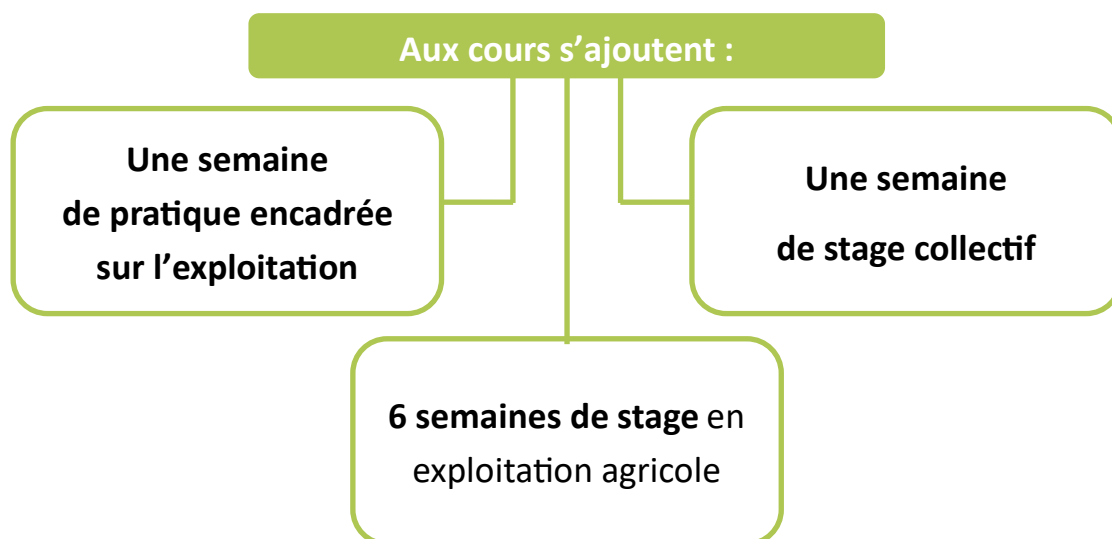 Aux cours s’ajoutent :
Une semaine
de pratique encadrée
sur l’exploitation
Une semaine
de stage collectif
6 semaines de stage en
exploitation agricole